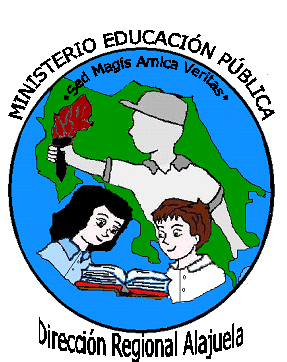 MINISTERIO EDUCACIÓN PÚBLICA
•Sed Magis Amica Veritas•
Dirección Regional Alajuela